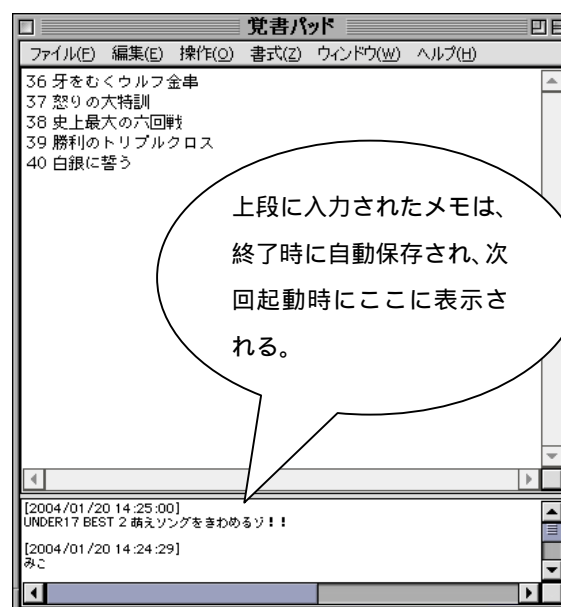 覚書パッド
ファイル(F) 編集(E) 操作(O) 書式(Z) ウィンドウ(W) ヘルプ(H)
36 牙をむくウルフ金串
37 怒りの大特訓
38 史上最大の六回戦
39 勝利のトリプルクロス
40 白銀に誓う
上段に入力されたメモは、
終了時に自動保存され、次
回起動時にここに表示さ
れる。
[2004/01/20 14:25:00]
UNDER17 BEST 2 萌えソングをきわめるゾ!!
[2004/01/20 14:24:29]
みこ